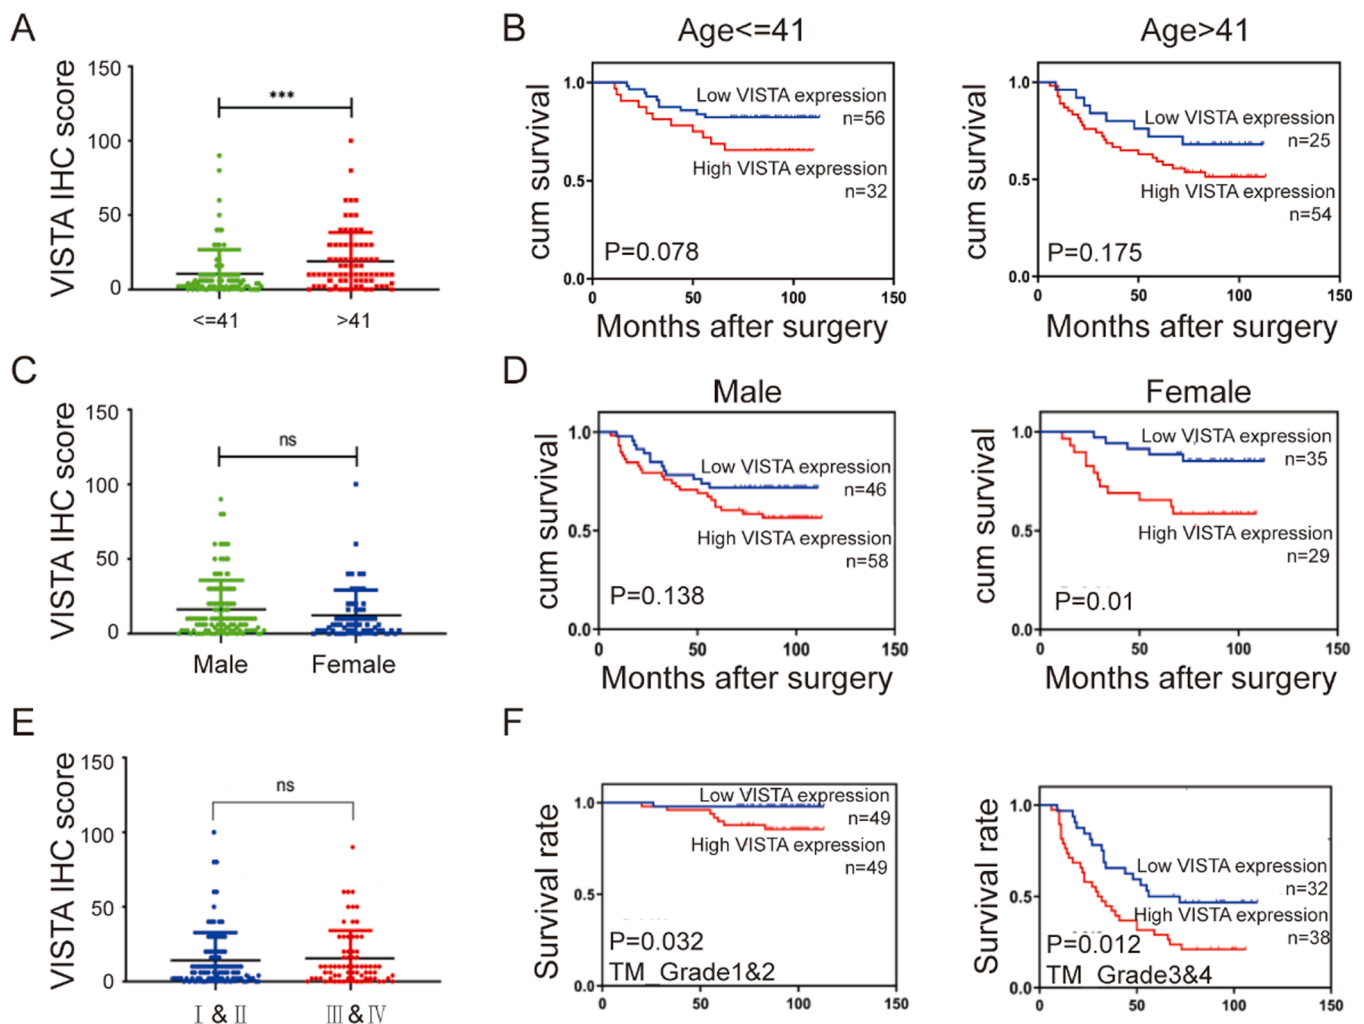 A
VISTA IHC score
150
100
50
0
***
<=41
>41
B
Age<=41
cum survival
1.0
0.5
0.0
Low VISTA expression
n=56
High VISTA expression
n=32
P=0.078
0
50
100
150
Months after surgery
Age>41
cum survival
1.0
0.5
0.0
Low VISTA expression
n=25
High VISTA expression
n=54
P=0.175
0
50
100
150
Months after surgery
C
VISTA IHC score
150
100
50
0
ns
Male
Female
D
Male
cum survival
1.0
0.5
0.0
Low VISTA expression
n=46
High VISTA expression
n=58
P=0.138
0
50
100
150
Months after surgery
Female
cum survival
1.0
0.5
0.0
Low VISTA expression
n=35
High VISTA expression
n=29
P=0.01
0
50
100
150
Months after surgery
E
VISTA IHC score
150
100
50
0
ns
Ⅰ & Ⅱ
Ⅲ & Ⅳ
F
Survival rate
1.0
0.5
0.0
Low VISTA expression
n=49
High VISTA expression
n=49
P=0.032
TM_Grade1&2
0
50
100
150
Survival rate
1.0
0.5
0.0
Low VISTA expression
n=32
High VISTA expression
n=38
P=0.012
TM_Grade3&4
0
50
100
150